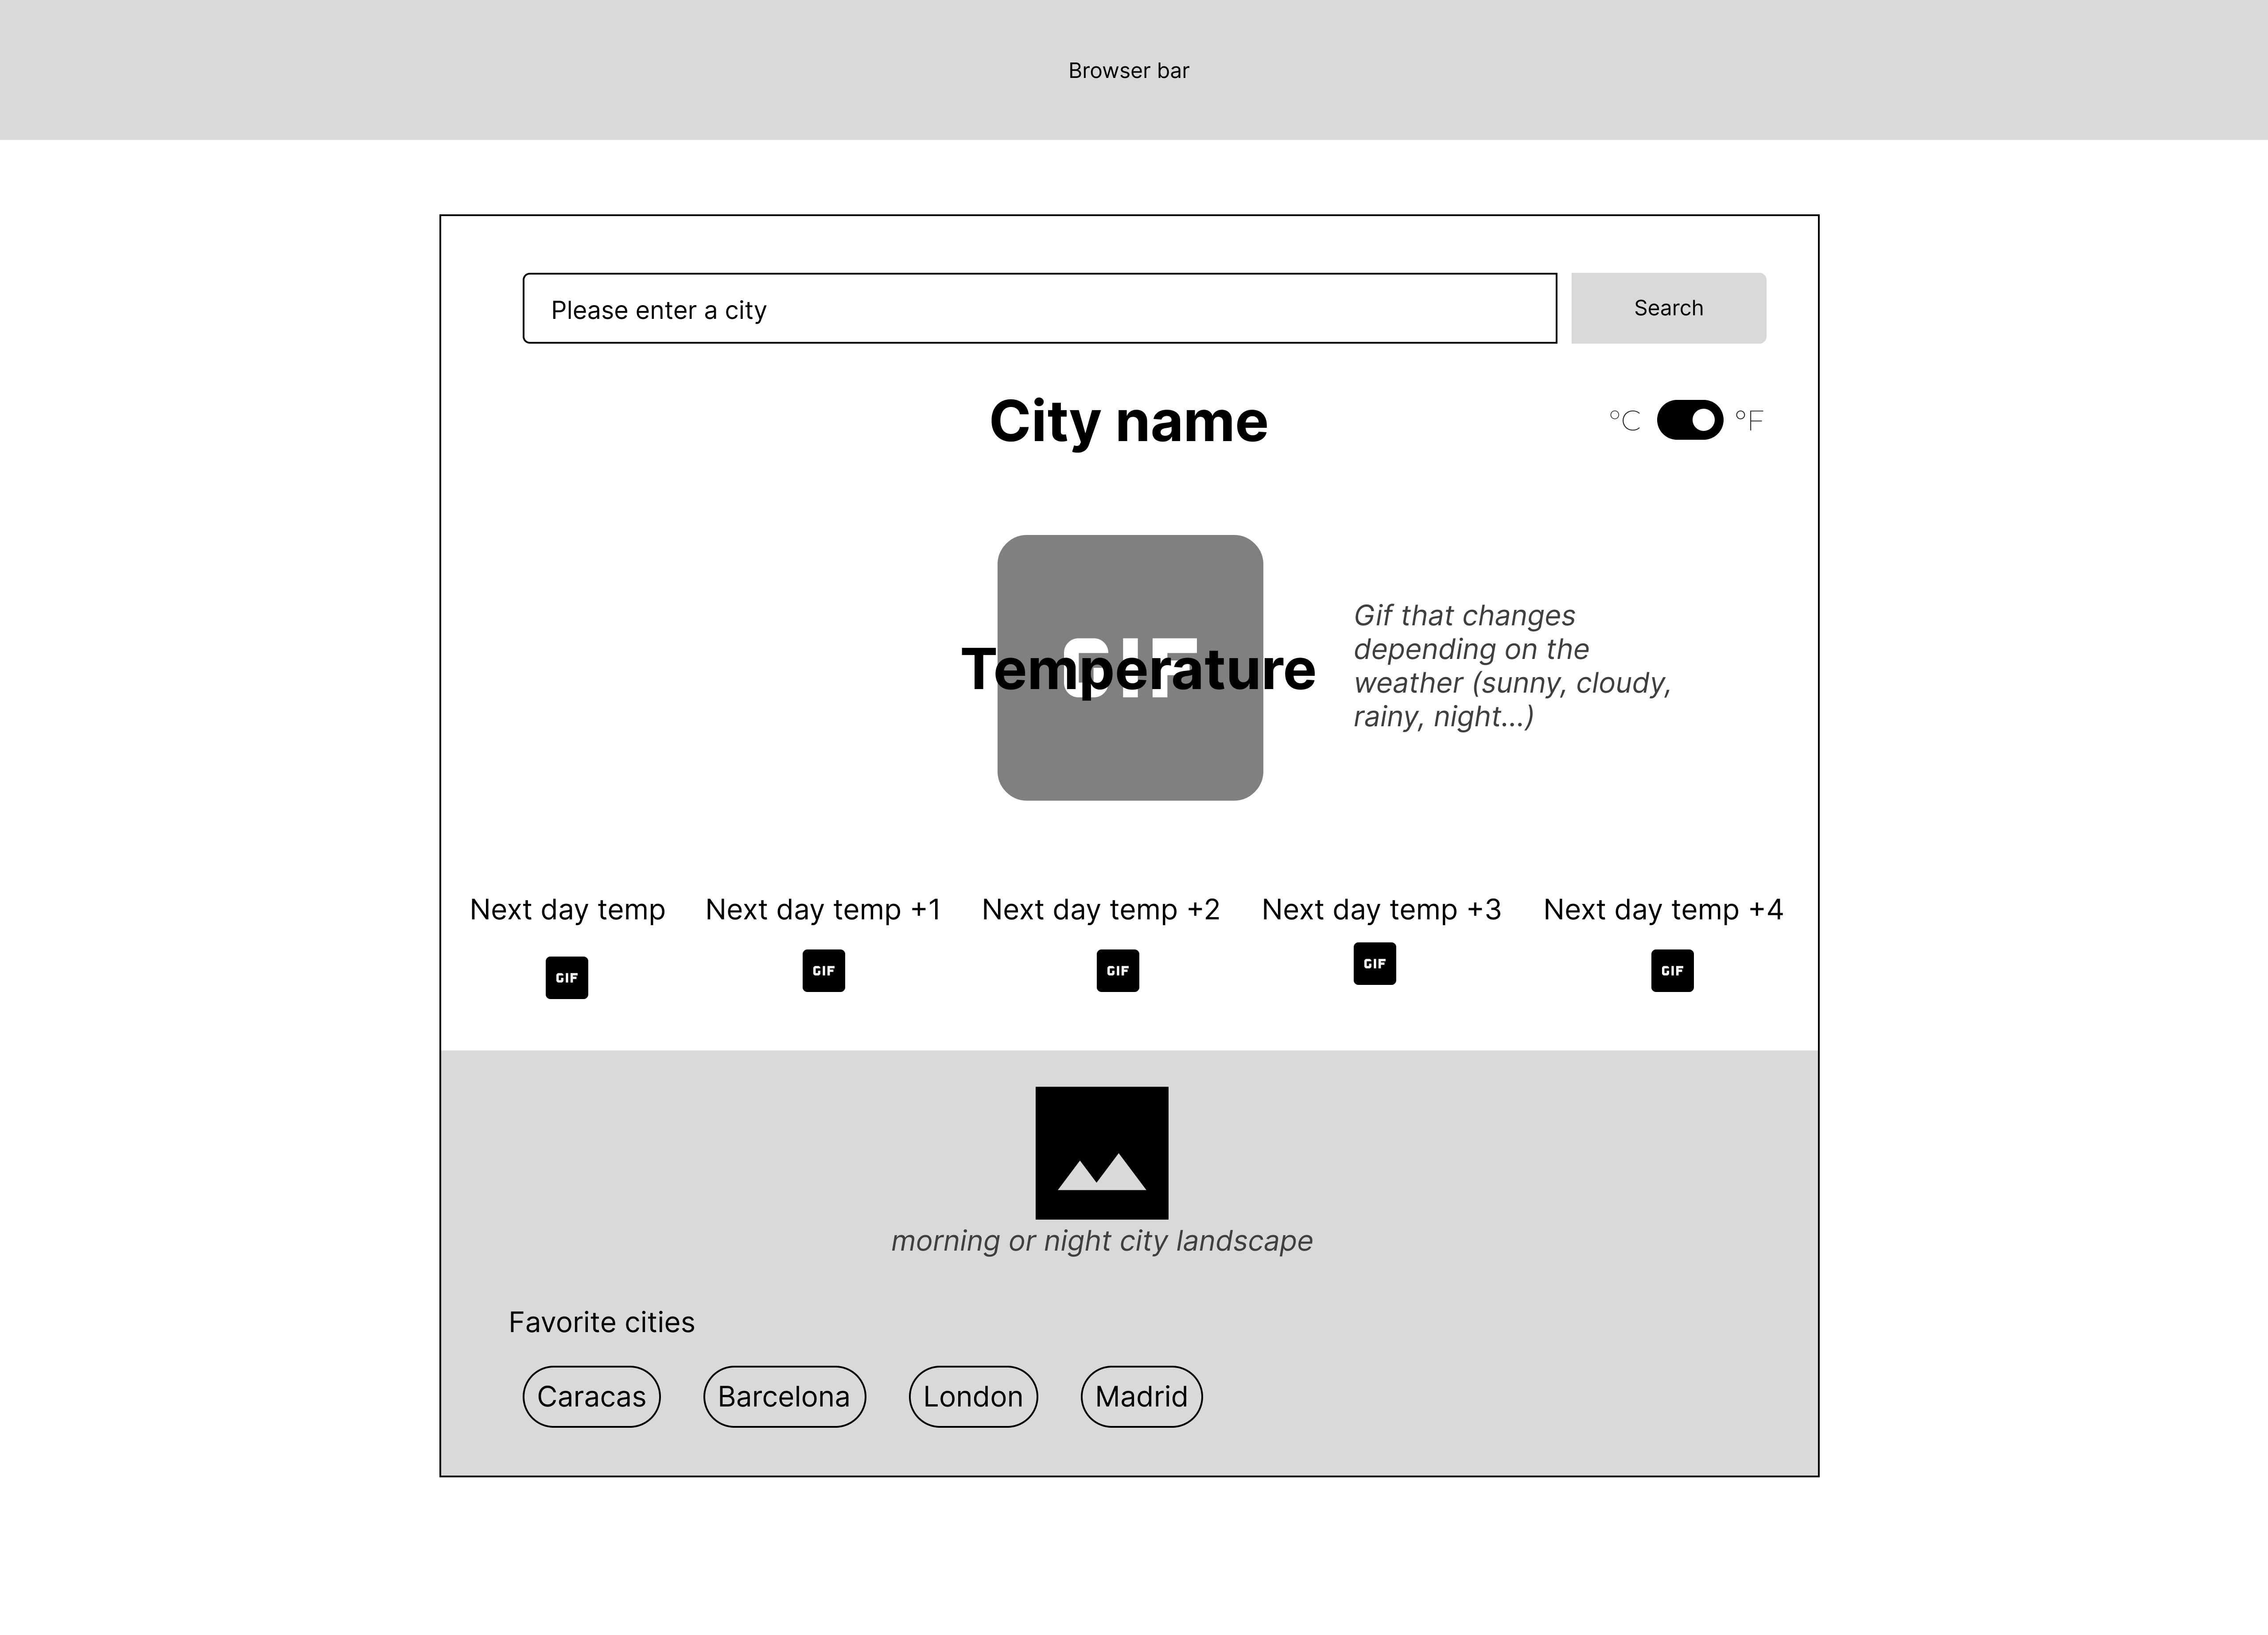 Browser bar
Please enter a city
Search
City name
°C
°F
GIF
Temperature
Gif that changes
depending on the
weather (sunny, cloudy,
rainy, night...)
Next day temp
Next day temp +1
Next day temp +2
Next day temp +3
Next day temp +4
GIF
GIF
GIF
GIF
GIF
morning or night city landscape
Favorite cities
Caracas
Barcelona
London
Madrid